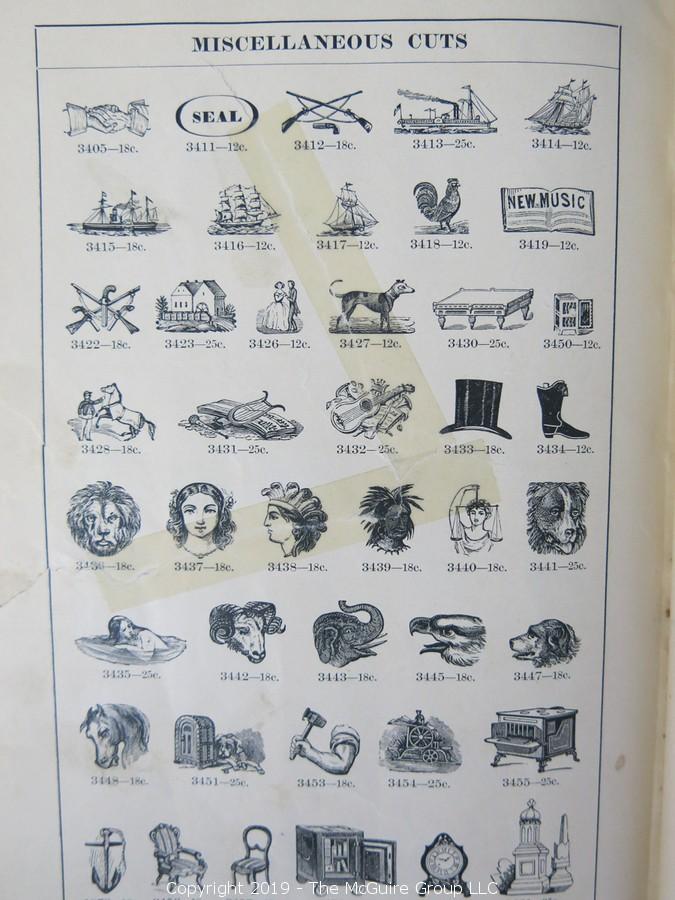 MISCELLANEOUS CUTS
SEAL
3405—18c. 3411—12c. 3412—18c. 3413—25c. 3414—12c.
NEW MUSIC
3415—18c. 3416—12c. 3417—12c. 3418—12c. 3419—12c.
3422—18c. 3423—25c. 3426—12c. 3427—12c. 3430—25c. 3450—12c.
3428—18c. 3431—25c. 3432—25c. 3433—18c. 3434—12c.
3436—18c. 3437—18c. 3438—18c. 3439—18c. 3440—18c. 3441—25c.
3435—25c. 3442—18c. 3443—18c. 3445—18c. 3447—18c.
3448—18c. 3451—25c. 3453—18c. 3454—25c. 3455—25c.
Copyright 2019 - The McGuire Group LLC